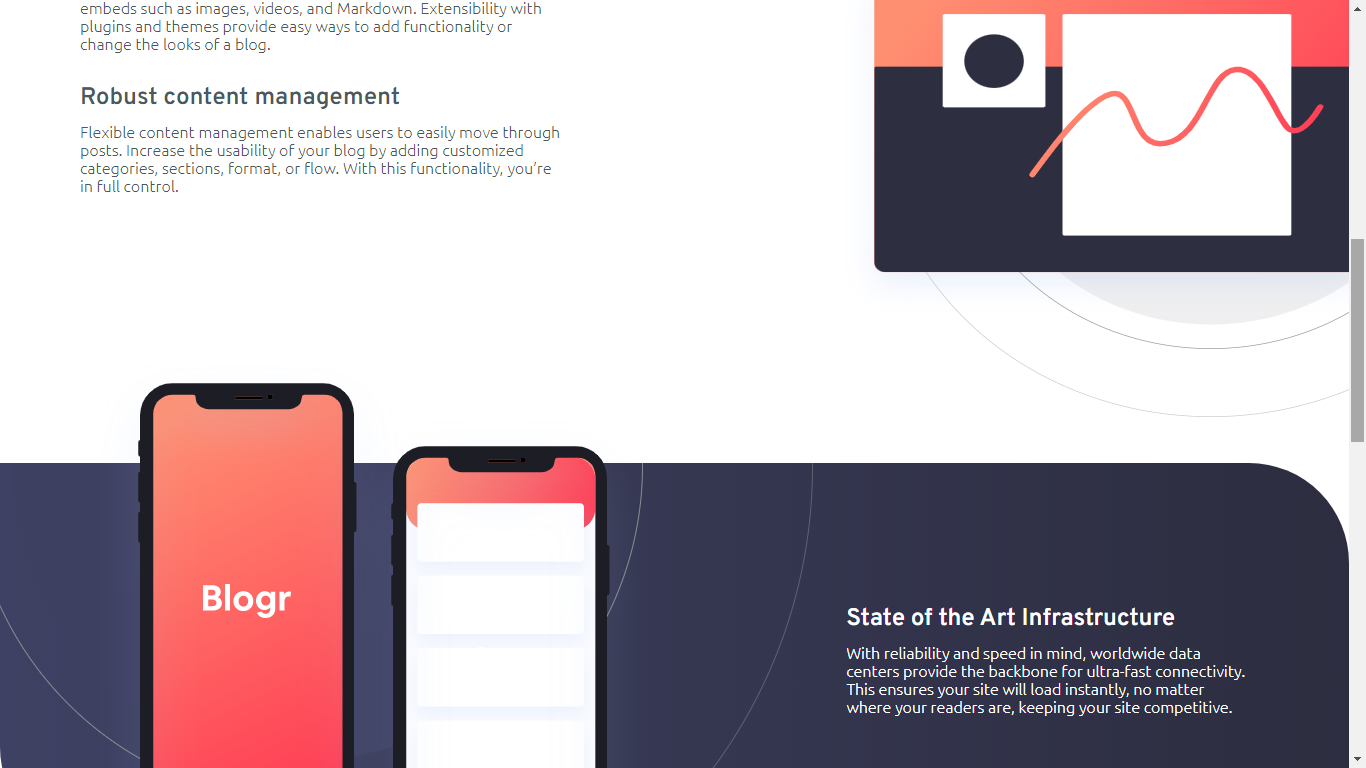 embeds such as images, videos, and Markdown. Extensibility with
plugins and themes provide easy ways to add functionality or
change the looks of a blog.
Robust content management
Flexible content management enables users to easily move through
posts. Increase the usability of your blog by adding customized
categories, sections, format, or flow. With this functionality, you’re
in full control.
Blogr
State of the Art Infrastructure
With reliability and speed in mind, worldwide data
centers provide the backbone for ultra-fast connectivity.
This ensures your site will load instantly, no matter
where your readers are, keeping your site competitive.